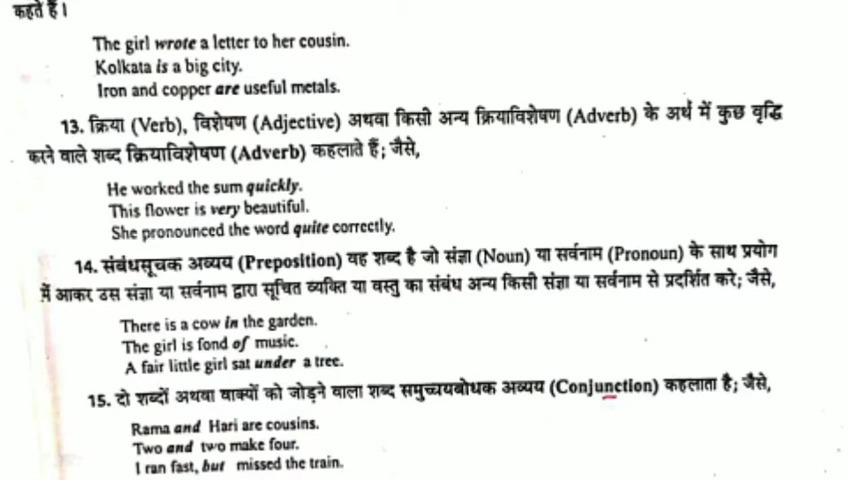 कहते हैं।
The girl wrote a letter to her cousin.
Kolkata is a big city.
Iron and copper are useful metals.
13. क्रिया (Verb), विशेषण (Adjective) अथवा किसी अन्य क्रियाविशेषण (Adverb) के अर्थ में कुछ वृद्धि
करने वाले शब्द क्रियाविशेषण (Adverb) कहलाते हैं; जैसे,
He worked the sum quickly.
This flower is very beautiful.
She pronounced the word quite correctly.
14. संबंधसूचक अव्यय (Preposition) वह शब्द है जो संज्ञा (Noun) या सर्वनाम (Pronoun) के साथ प्रयोग
में आकर उस संज्ञा या सर्वनाम द्वारा सूचित व्यक्ति या वस्तु का संबंध अन्य किसी संज्ञा या सर्वनाम से प्रदर्शित करे; जैसे,
There is a cow in the garden.
The girl is fond of music.
A fair little girl sat under a tree.
15. दो शब्दों अथवा वाक्यों को जोड़ने वाला शब्द समुच्चयबोधक अव्यय (Conjunction) कहलाता है; जैसे,
Rama and Hari are cousins.
Two and two make four.
I ran fast, but missed the train.